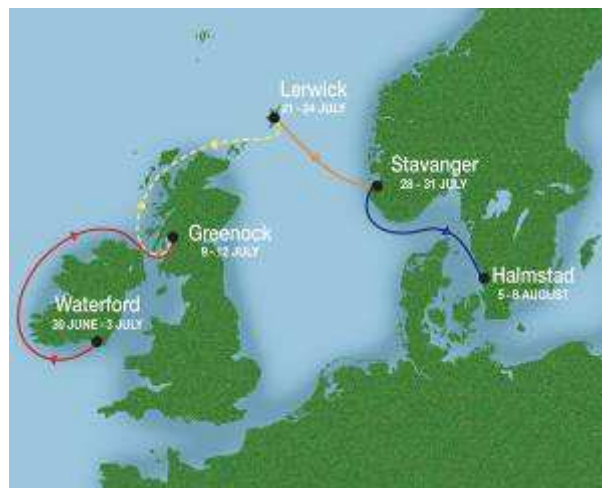 Lerwick
21 - 24 JULY
Stavanger
28 - 31 JULY
Greenock
9 - 12 JULY
Halmstad
5 - 8 AUGUST
Waterford
30 JUNE - 3 JULY